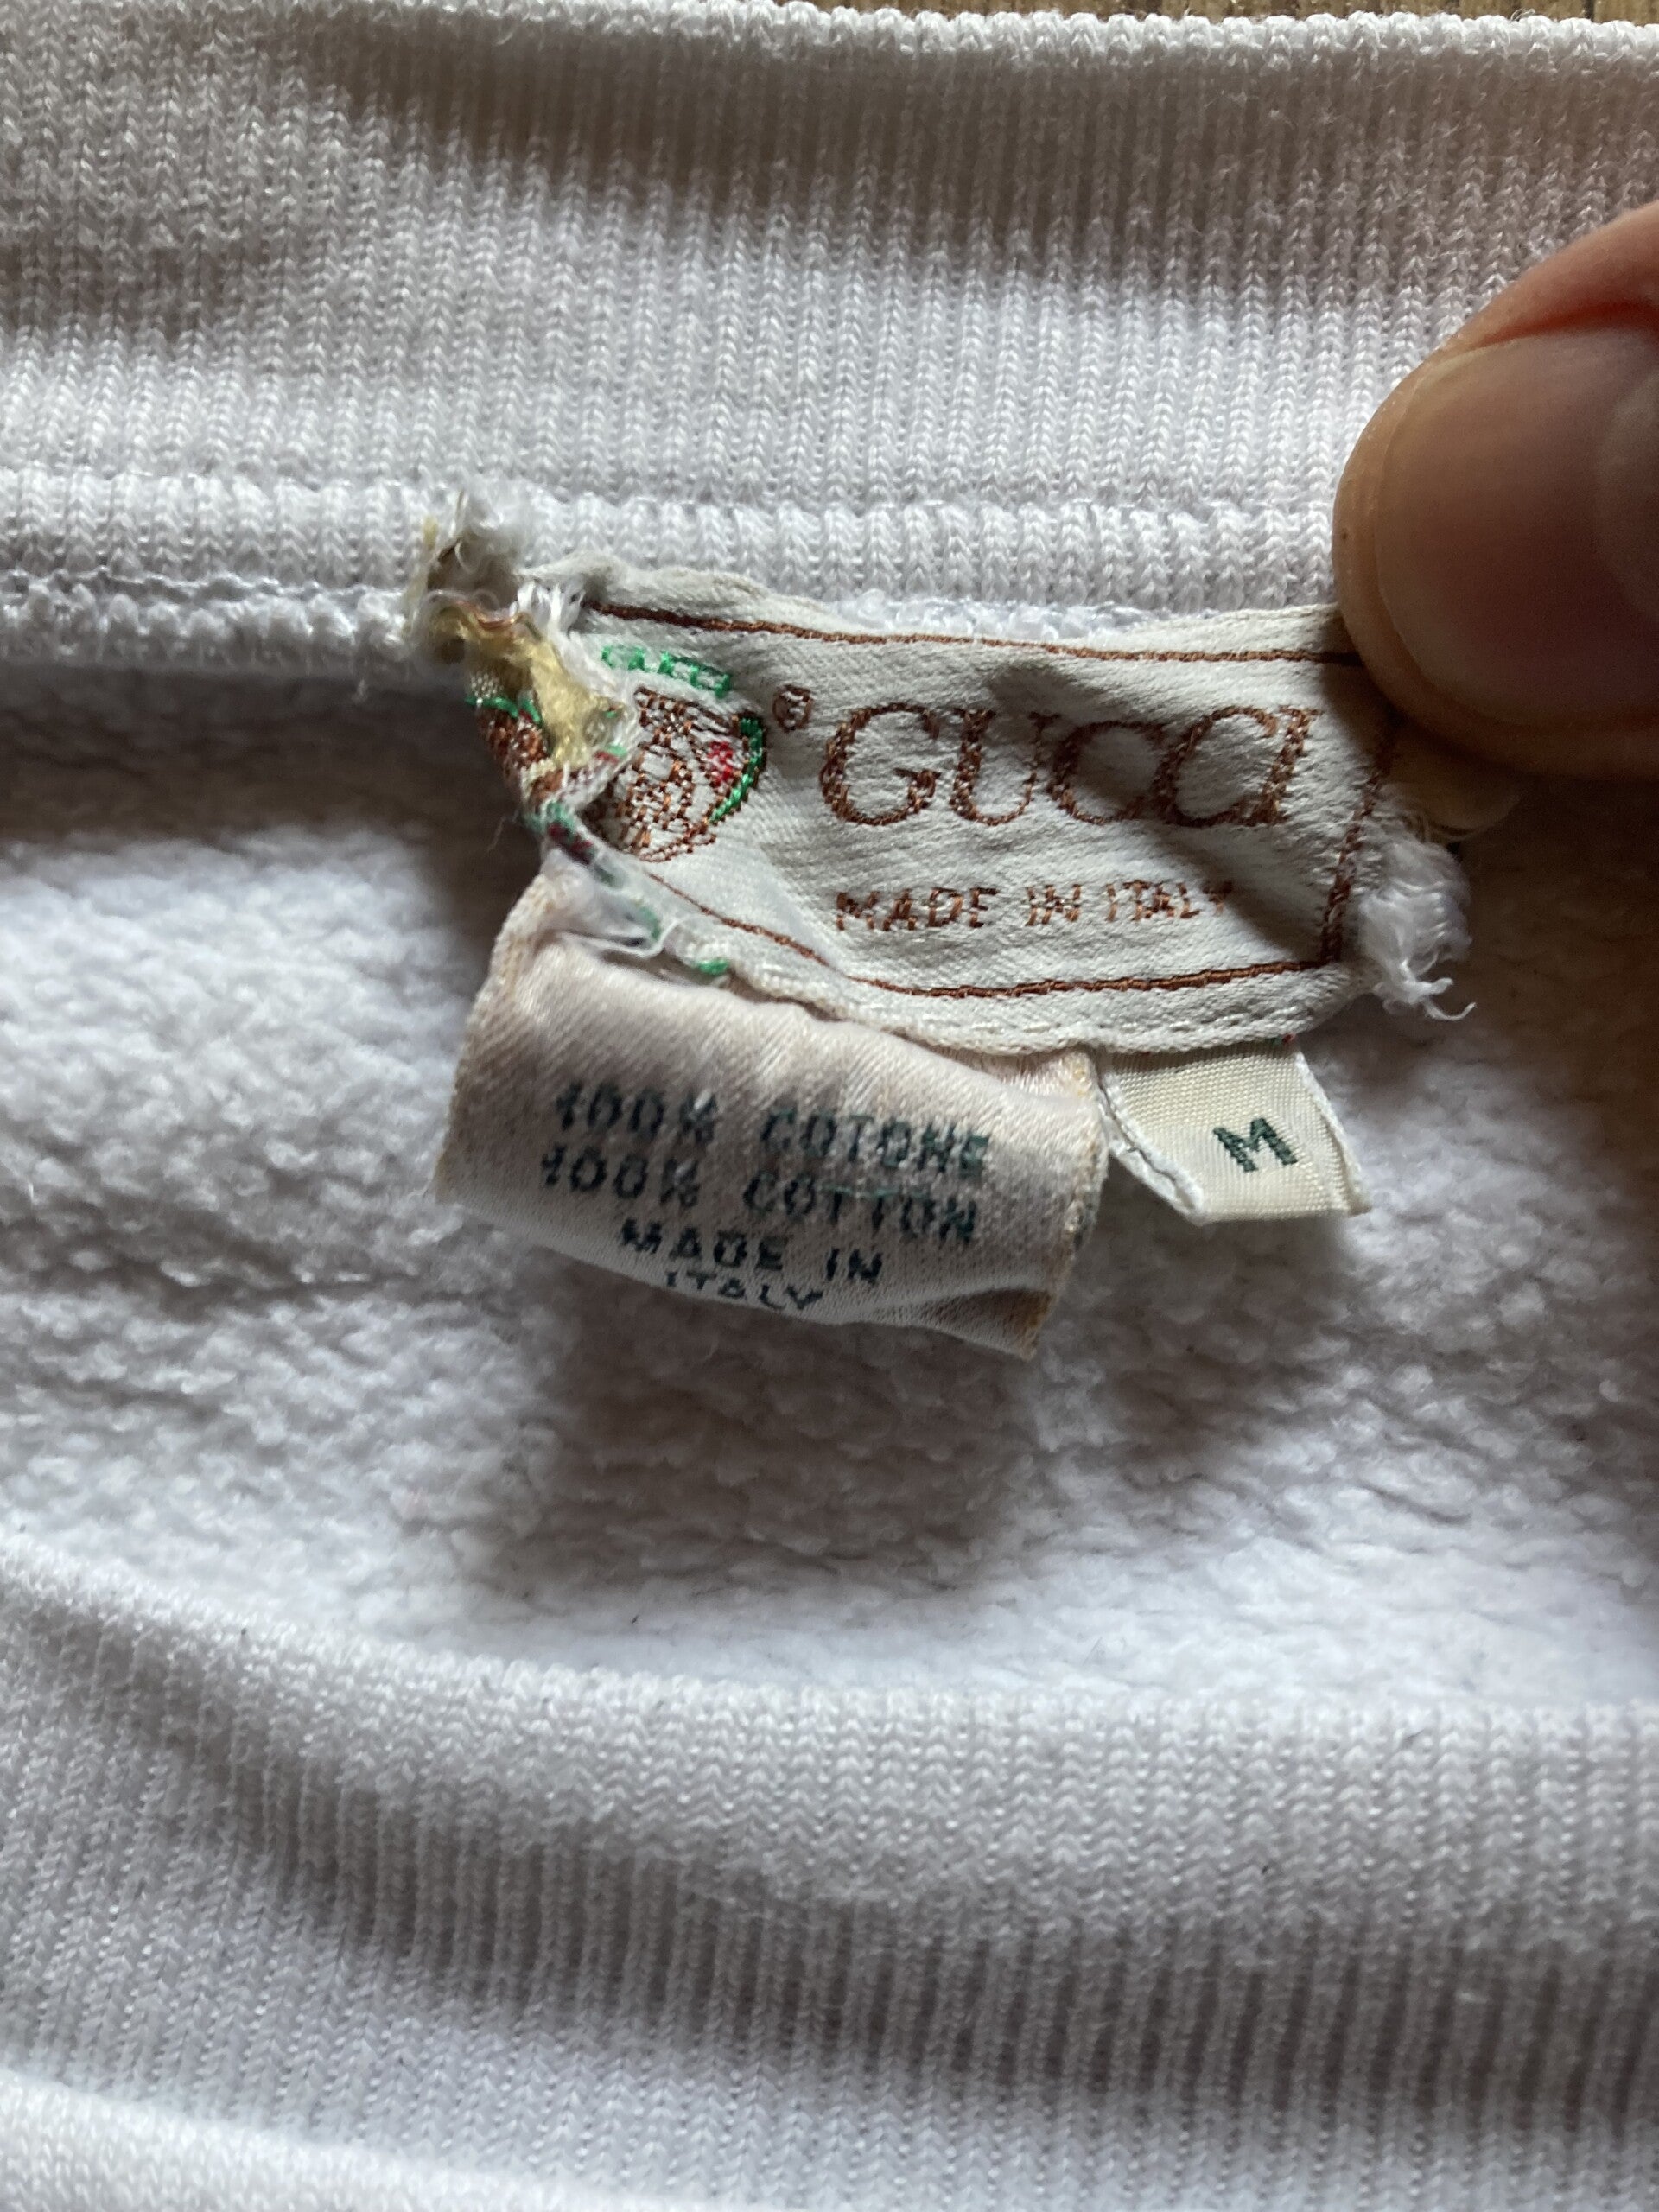 ® GUCCI
MADE IN ITALY
100% COTONE
100% COTTON
MADE IN
ITALY
M